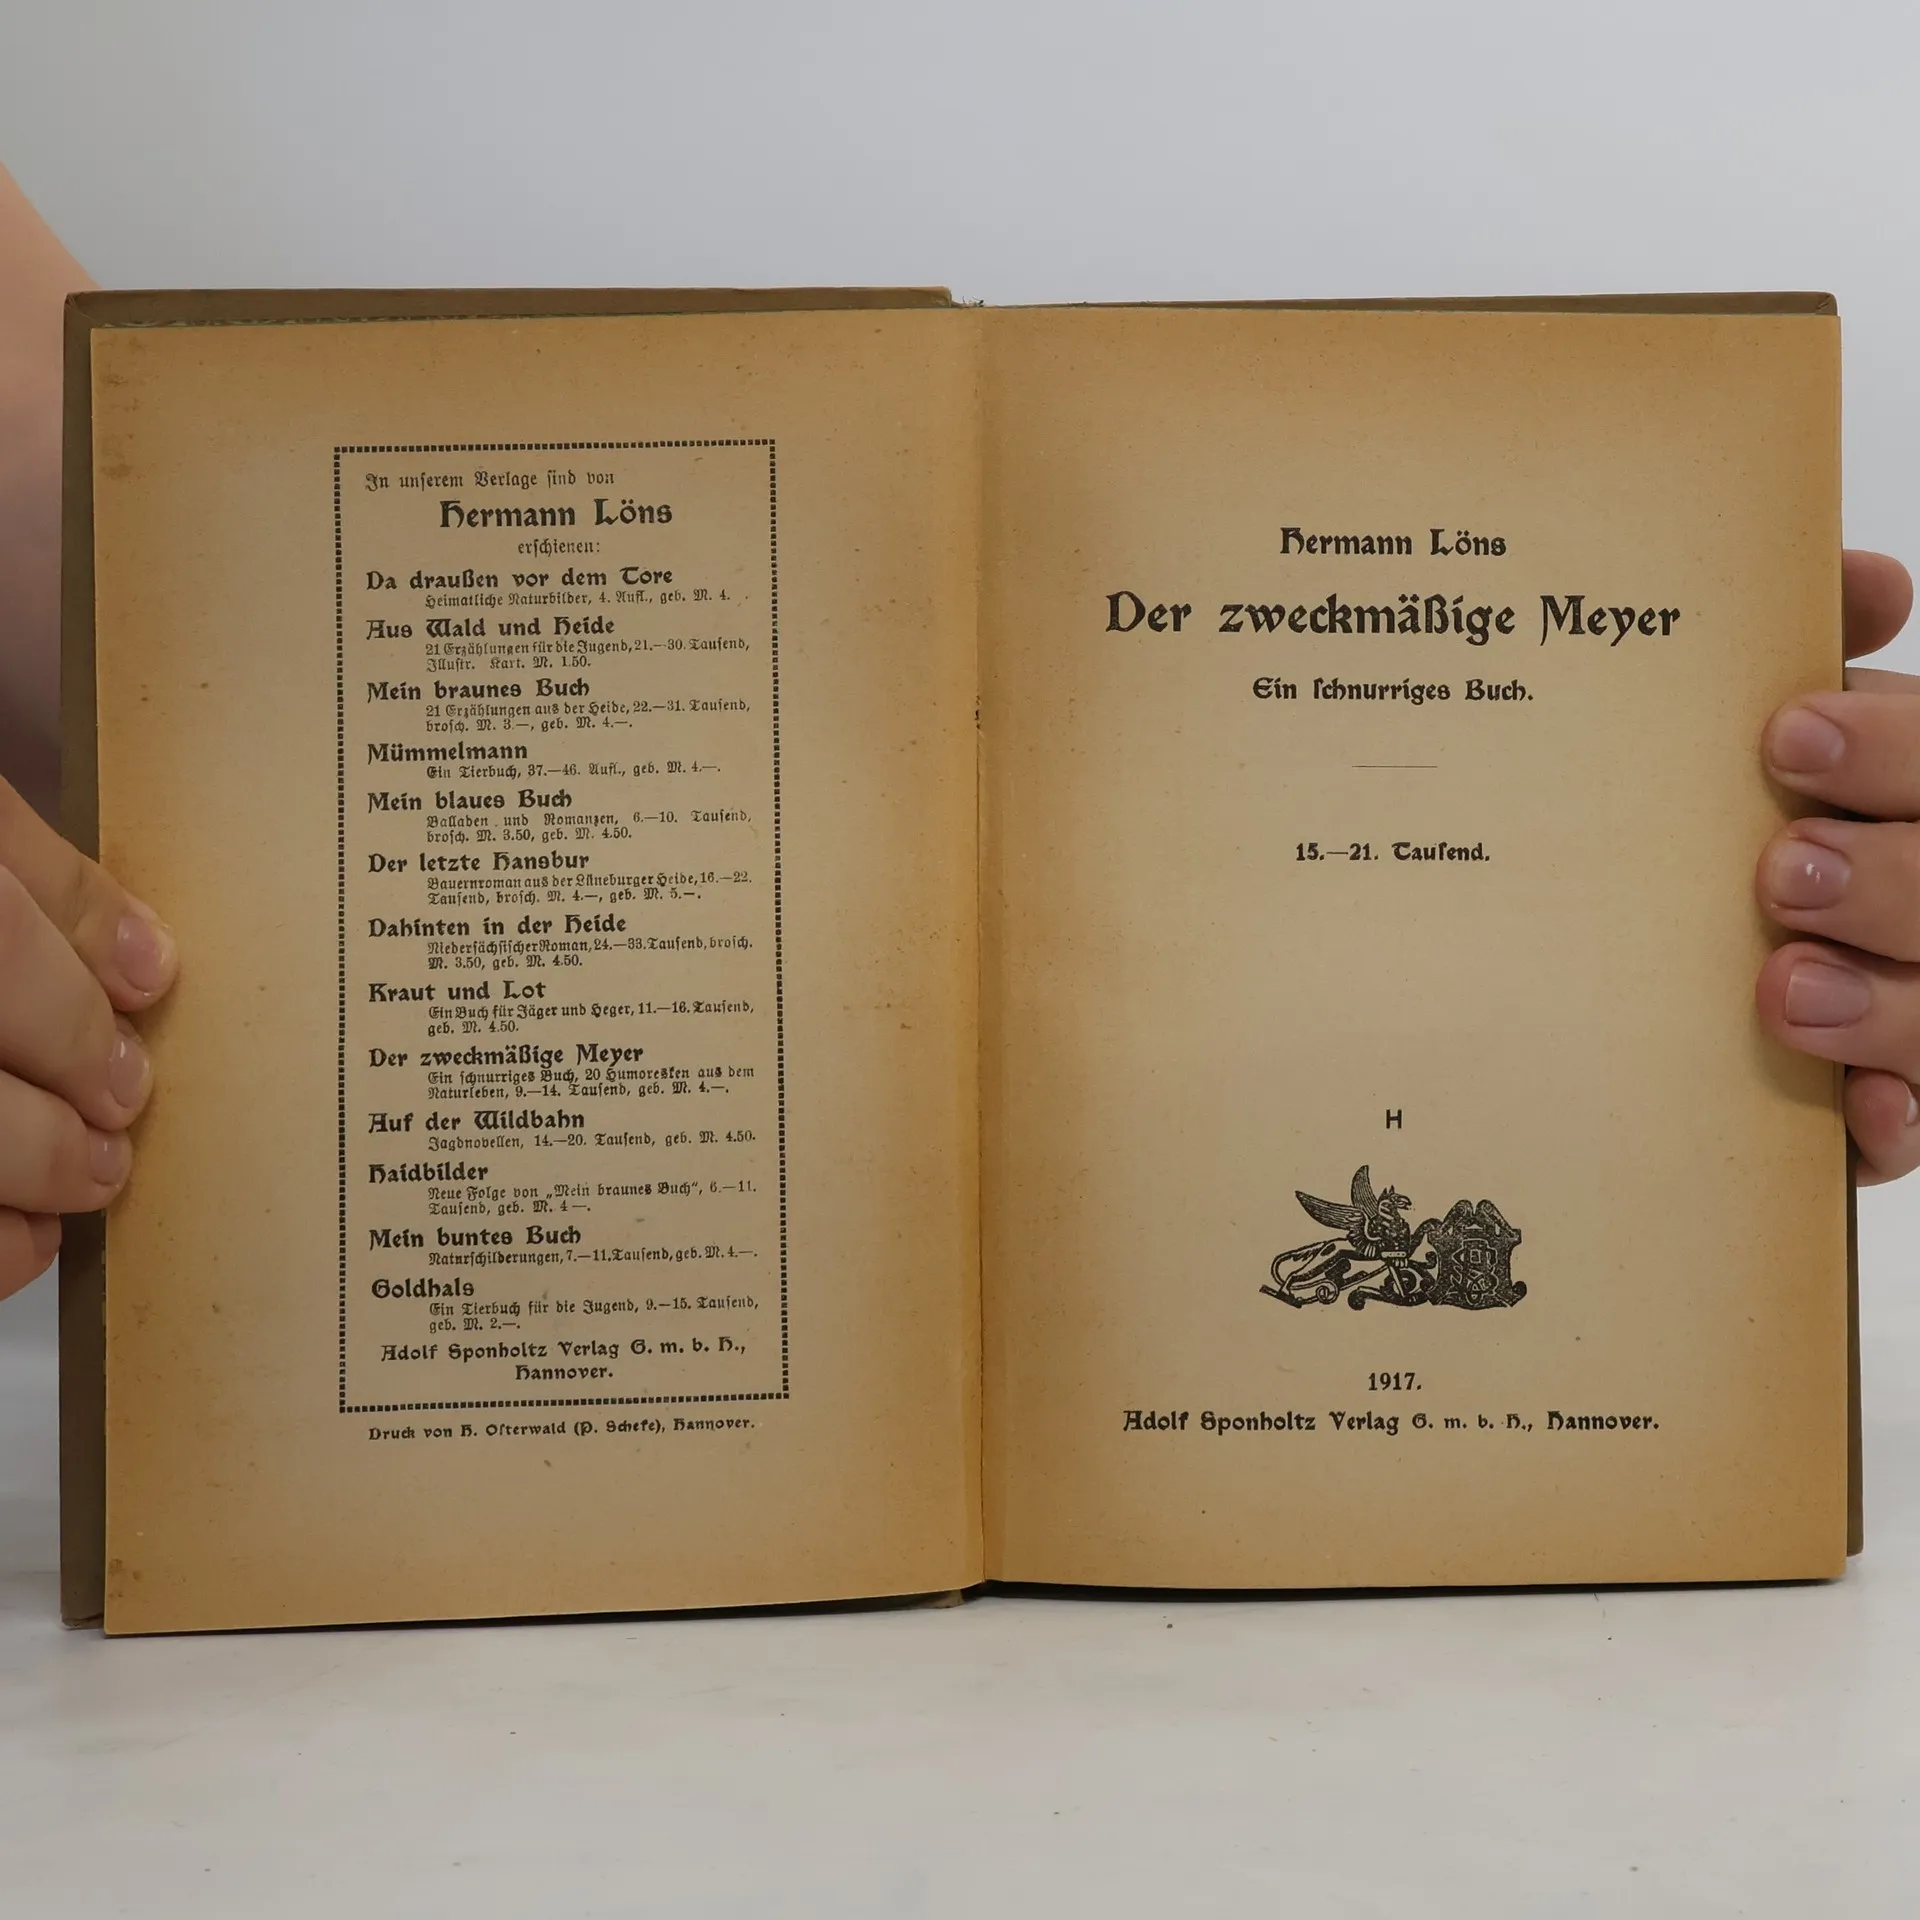 In unserem Verlage sind von
Hermann Löns
erschienen:
Da draußen vor dem Tore
Heimatliche Naturbilder, 4. Aufl., geb. M. 4.
Aus Wald und Heide
21 Erzählungen für die Jugend, 21.—30. Tausend,
Illustr. Kart. M. 1.50.
Mein braunes Buch
21 Erzählungen aus der Heide, 22.—31. Tausend,
brosch. M. 3.—, geb. M. 4.—.
Mümmelmann
Ein Tierbuch, 37.—46. Aufl., geb. M. 4.—.
Mein blaues Buch
Balladen und Romanzen, 6.—10. Tausend,
brosch. M. 3.50, geb. M. 4.50.
Der letzte Hansbur
Bauernroman aus der Lüneburger Heide, 16.—22.
Tausend, brosch. M. 4.—, geb. M. 5.—.
Dahinten in der Heide
Niedersächsischer Roman, 24.—33. Tausend, brosch.
M. 3.50, geb. M. 4.50.
Kraut und Lot
Ein Buch für Jäger und Heger, 11.—16. Tausend,
geb. M. 4.50.
Der zweckmäßige Meyer
Ein schnurriges Buch, 20 Humoresken aus dem
Naturleben, 9.—14. Tausend, geb. M. 4.—.
Auf der Wildbahn
Jagdnovellen, 14.—20. Tausend, geb. M. 4.50.
Haidbilder
Neue Folge von „Mein braunes Buch“, 6.—11.
Tausend, geb. M. 4 —.
Mein buntes Buch
Naturschilderungen, 7.—11. Tausend, geb. M. 4.—.
Goldhals
Ein Tierbuch für die Jugend, 9.—15. Tausend,
geb. M. 2.—.
Adolf Sponholtz Verlag G. m. b. H.,
Hannover.
Druck von H. Osterwald (P. Schefe), Hannover.
Hermann Löns
Der zweckmäßige Meyer
Ein schnurriges Buch.
15.—21. Tausend.
H
1917.
Adolf Sponholtz Verlag G. m. b. H., Hannover.